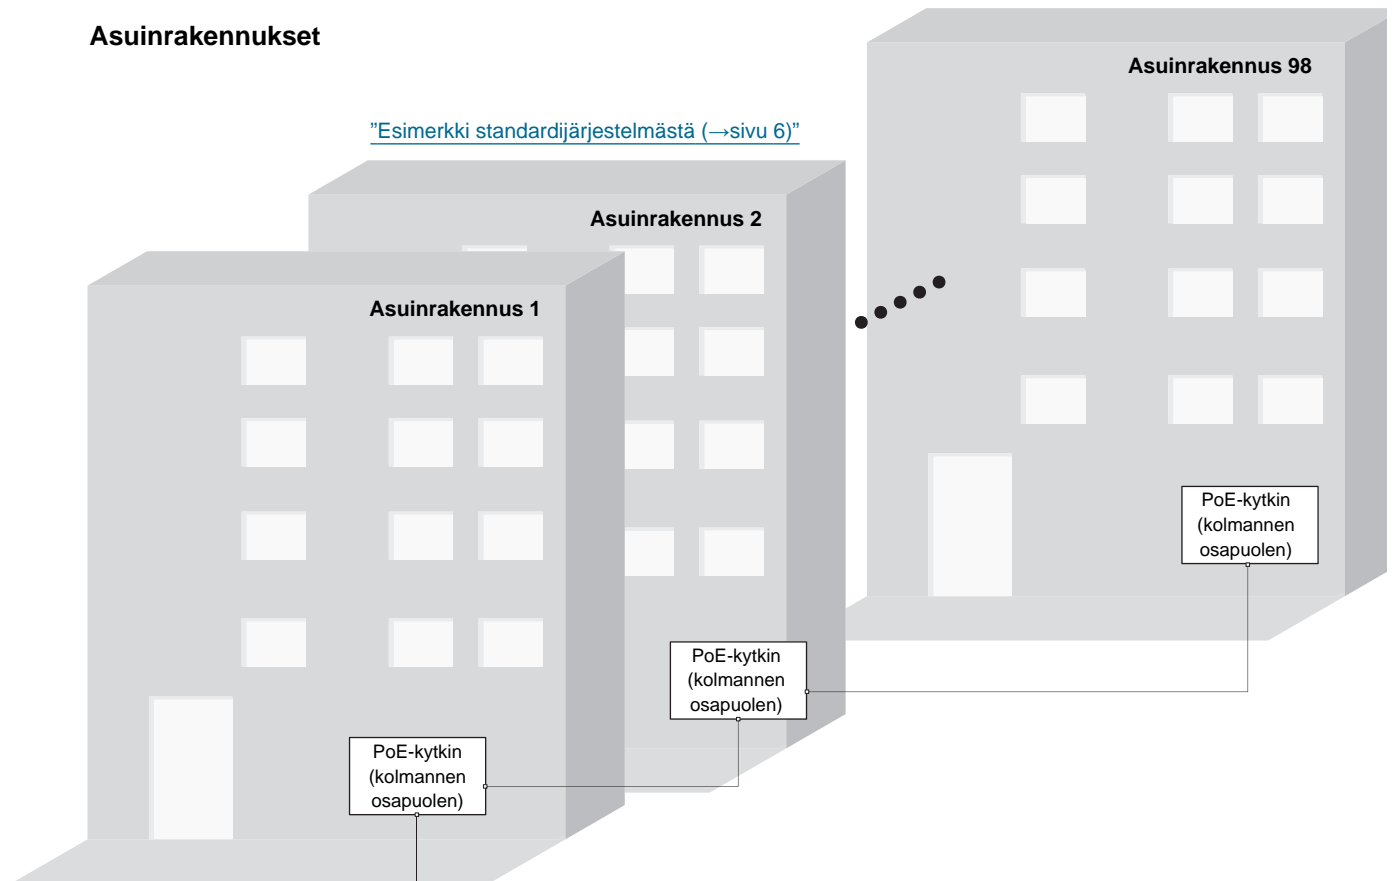 Asuinrakennukset
Asuinrakennus 98
”Esimerkki standardijärjestelmästä (→sivu 6)”
Asuinrakennus 2
Asuinrakennus 1
PoE-kytkin
(kolmannen
osapuolen)
PoE-kytkin
(kolmannen
osapuolen)
PoE-kytkin
(kolmannen
osapuolen)